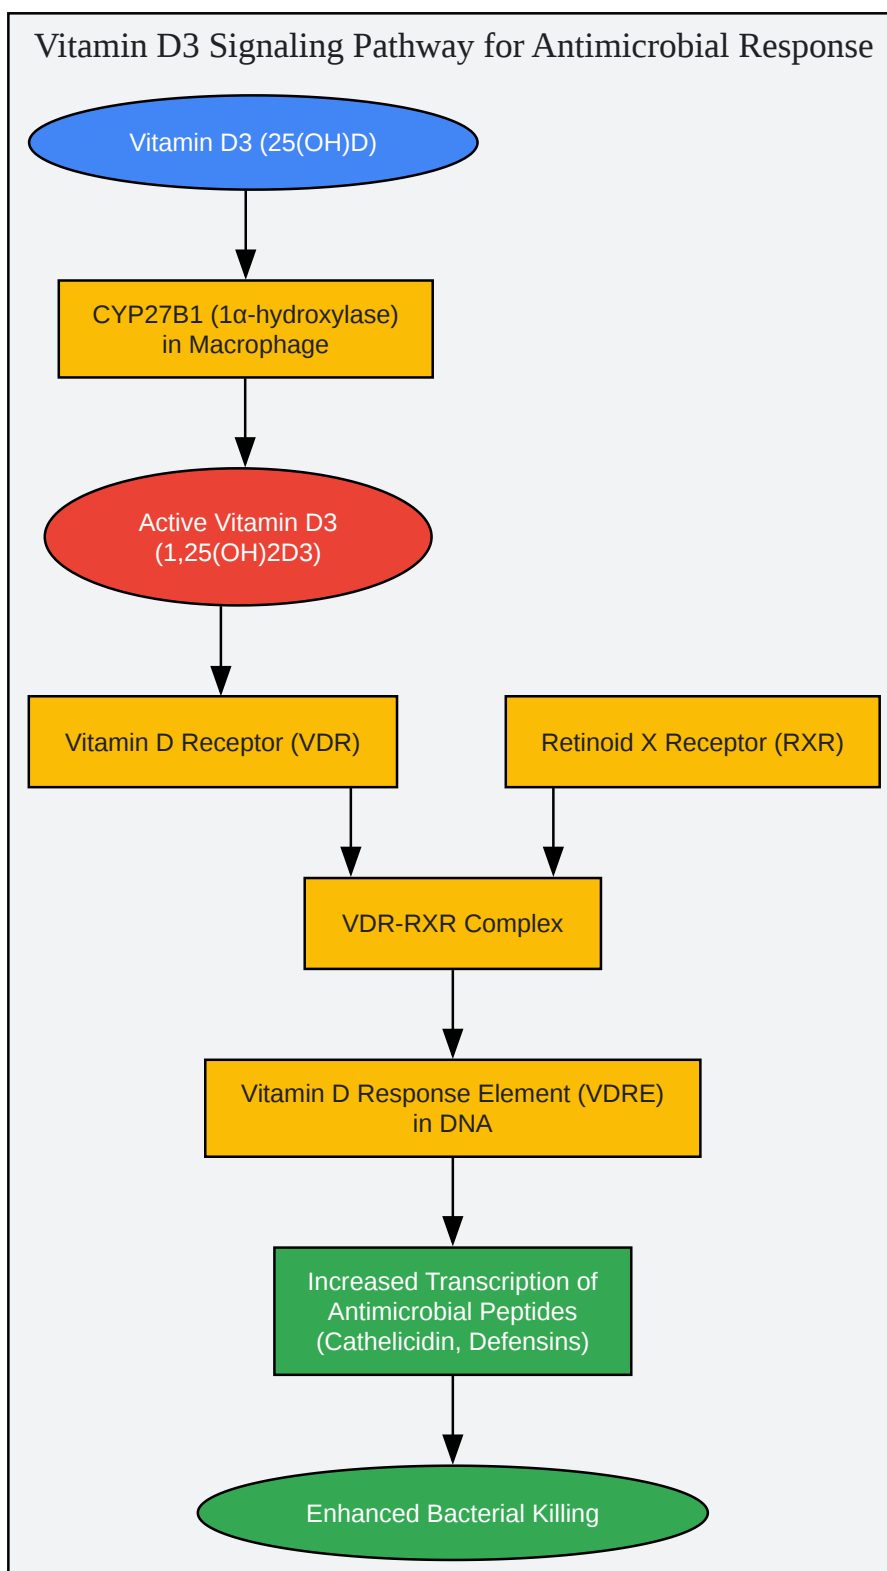 Vitamin D3 Signaling Pathway for Antimicrobial Response
Vitamin D3 (25(OH)D)
CYP27B1 (1α-hydroxylase)
in Macrophage
Active Vitamin D3
(1,25(OH)2D3)
Vitamin D Receptor (VDR)
Retinoid X Receptor (RXR)
VDR-RXR Complex
Vitamin D Response Element (VDRE)
in DNA
Increased Transcription of
Antimicrobial Peptides
(Cathelicidin, Defensins)
Enhanced Bacterial Killing